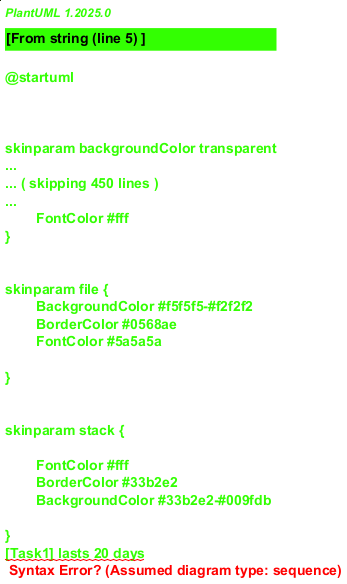 PlantUML 1.2025.0
[From string (line 5) ]
@startuml
skinparam backgroundColor transparent
...
... ( skipping 450 lines )
...
FontColor #fff
}
skinparam file {
BackgroundColor #f5f5f5-#f2f2f2
BorderColor #0568ae
FontColor #5a5a5a
}
skinparam stack {
FontColor #fff
BorderColor #33b2e2
BackgroundColor #33b2e2-#009fdb
}
[Task1] lasts 20 days
Syntax Error? (Assumed diagram type: sequence)